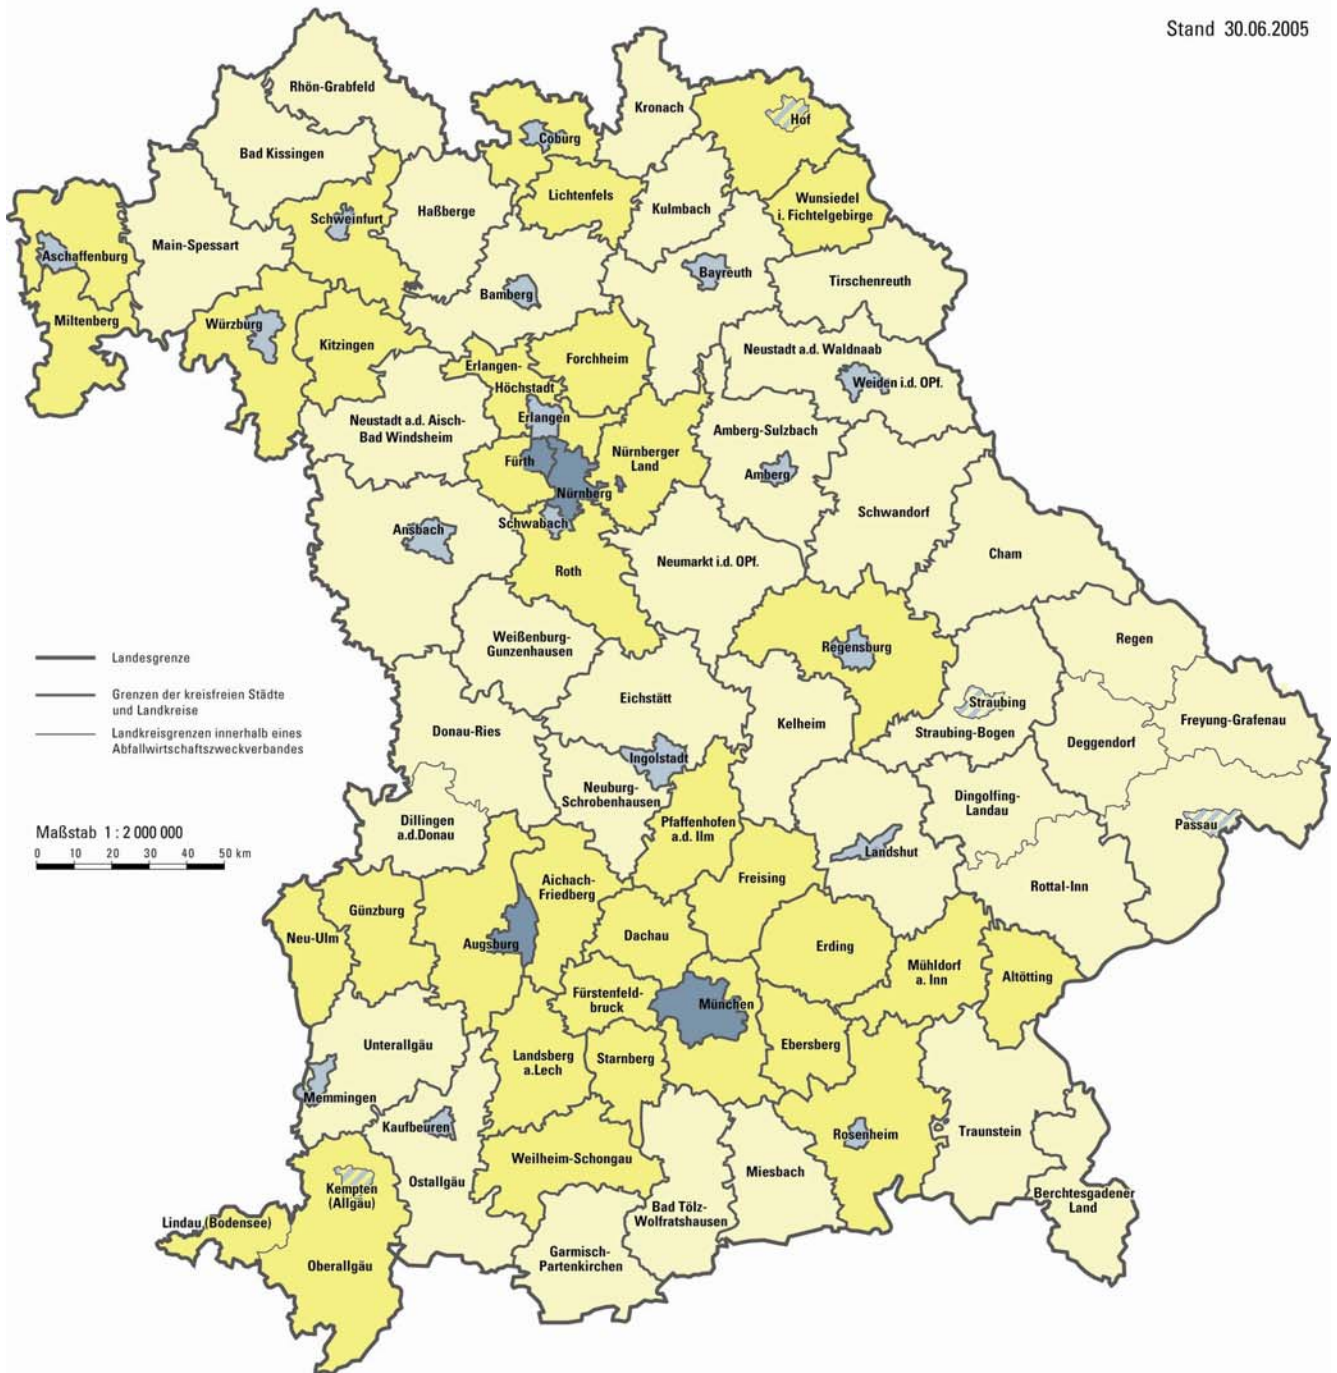 Stand 30.06.2005
Rhön-Grabfeld
Kronach
Hof
Coburg
Bad Kissingen
Lichtenfels
Wunsiedel
i. Fichtelgebirge
Kulmbach
Haßberge
Schweinfurt
Main-Spessart
Aschaffenburg
Bayreuth
Tirschenreuth
Bamberg
Miltenberg
Würzburg
Kitzingen
Erlangen-
Höchstadt
Forchheim
Neustadt a.d. Waldnaab
Weiden i.d. OPf.
Erlangen
Neustadt a.d. Aisch-
Bad Windsheim
Amberg-Sulzbach
Nürnberger
Land
Fürth
Amberg
Nürnberg
Schwandorf
Schwabach
Ansbach
Cham
Neumarkt i.d. OPf.
Roth
Weißenburg-
Gunzenhausen
Regensburg
Regen
Landesgrenze
Grenzen der kreisfreien Städte
und Landkreise
Landkreisgrenzen innerhalb eines
Abfallwirtschaftszweckverbandes
Eichstätt
Kelheim
Straubing
Straubing-Bogen
Freyung-Grafenau
Deggendorf
Donau-Ries
Ingolstadt
Neuburg-
Schrobenhausen
Dingolfing-
Landau
Maßstab 1 : 2 000 000
0 10 20 30 40 50 km
Dillingen
a.d.Donau
Pfaffenhofen
a.d. Ilm
Passau
Landshut
Rottal-Inn
Aichach-
Friedberg
Freising
Günzburg
Neu-Ulm
Augsburg
Dachau
Erding
Mühldorf
a. Inn
Altötting
Fürstenfeld-
bruck
München
Unterallgäu
Landsberg
a.Lech
Starnberg
Ebersberg
Memmingen
Kaufbeuren
Rosenheim
Traunstein
Weilheim-Schongau
Miesbach
Kempten
(Allgäu)
Ostallgäu
Berchtesgadener
Land
Bad Tölz-
Wolfratshausen
Lindau (Bodensee)
Oberallgäu
Garmisch-
Partenkirchen